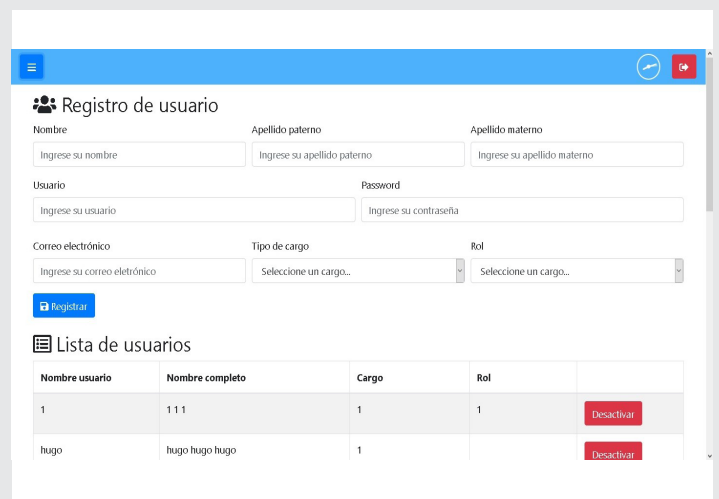 Registro de usuario
Nombre Apellido paterno Apellido materno
Ingrese su nombre Ingrese su apellido paterno Ingrese su apellido materno
Usuario Password
Ingrese su usuario Ingrese su contraseña
Correo electrónico Tipo de cargo Rol
Ingrese su correo eletrónico Seleccione un cargo... Seleccione un cargo...
Registrar
Lista de usuarios
Nombre usuario Nombre completo Cargo Rol
1 1 1 1 1 1 Desactivar
hugo hugo hugo hugo 1 Desactivar